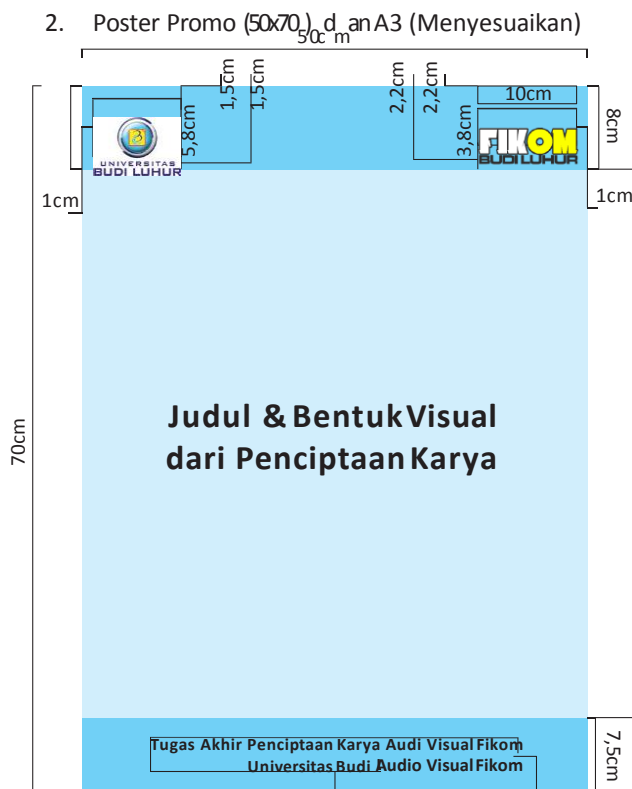 2. Poster Promo (50x70 ) d an A3 (Menyesuaikan)
50c m
1,5cm
1,5cm
2,2cm
2,2cm
10cm
5,8cm
3,8cm
8cm
UNIVERSITAS
BUDI LUHUR
FIKOM
BUDI LUHUR
1cm
1cm
Judul & Bentuk Visual
dari Penciptaan Karya
70cm
Tugas Akhir Penciptaan Karya Audi Visual Fikom
Universitas Budi Audio Visual Fikom
7,5cm